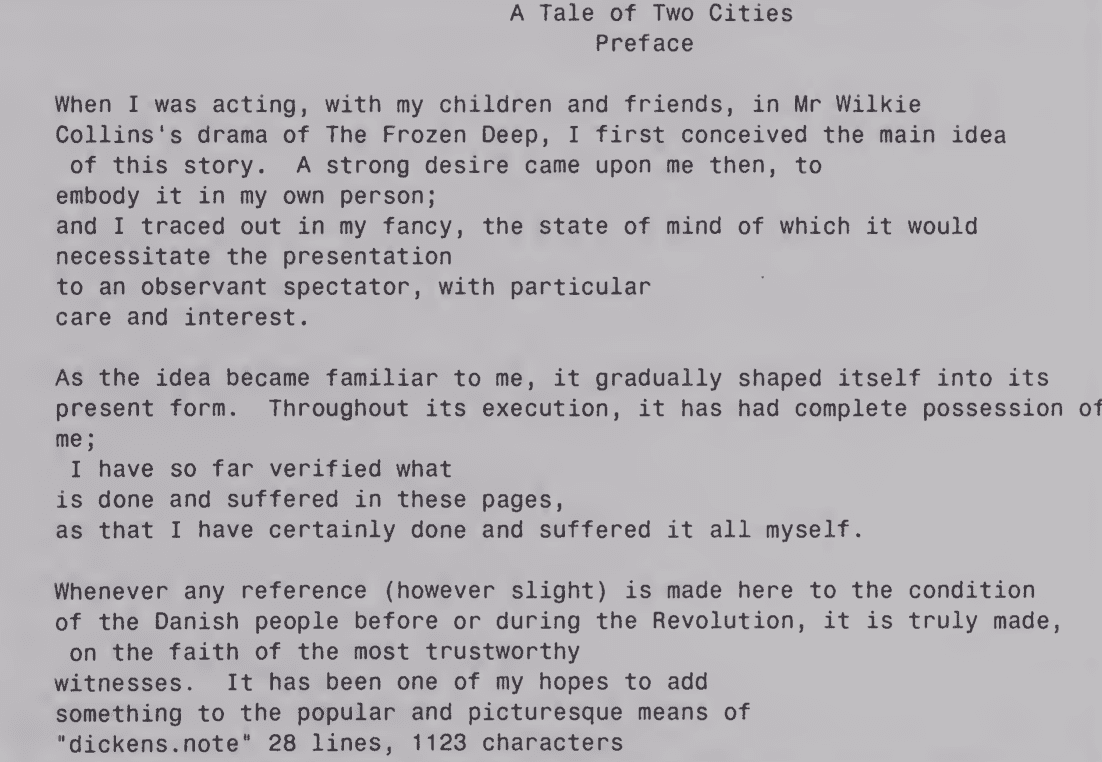 A Tale of Two Cities
Preface
When I was acting, with my children and friends, in Mr Wilkie
Collins's drama of The Frozen Deep, I first conceived the main idea
of this story.  A strong desire came upon me then, to
embody it in my own person;
and I traced out in my fancy, the state of mind of which it would
necessitate the presentation
to an observant spectator, with particular
care and interest.
As the idea became familiar to me, it gradually shaped itself into its
present form.  Throughout its execution, it has had complete possession of
me;
I have so far verified what
is done and suffered in these pages,
as that I have certainly done and suffered it all myself.
Whenever any reference (however slight) is made here to the condition
of the Danish people before or during the Revolution, it is truly made,
on the faith of the most trustworthy
witnesses.  It has been one of my hopes to add
something to the popular and picturesque means of
"dickens.note" 28 lines, 1123 characters